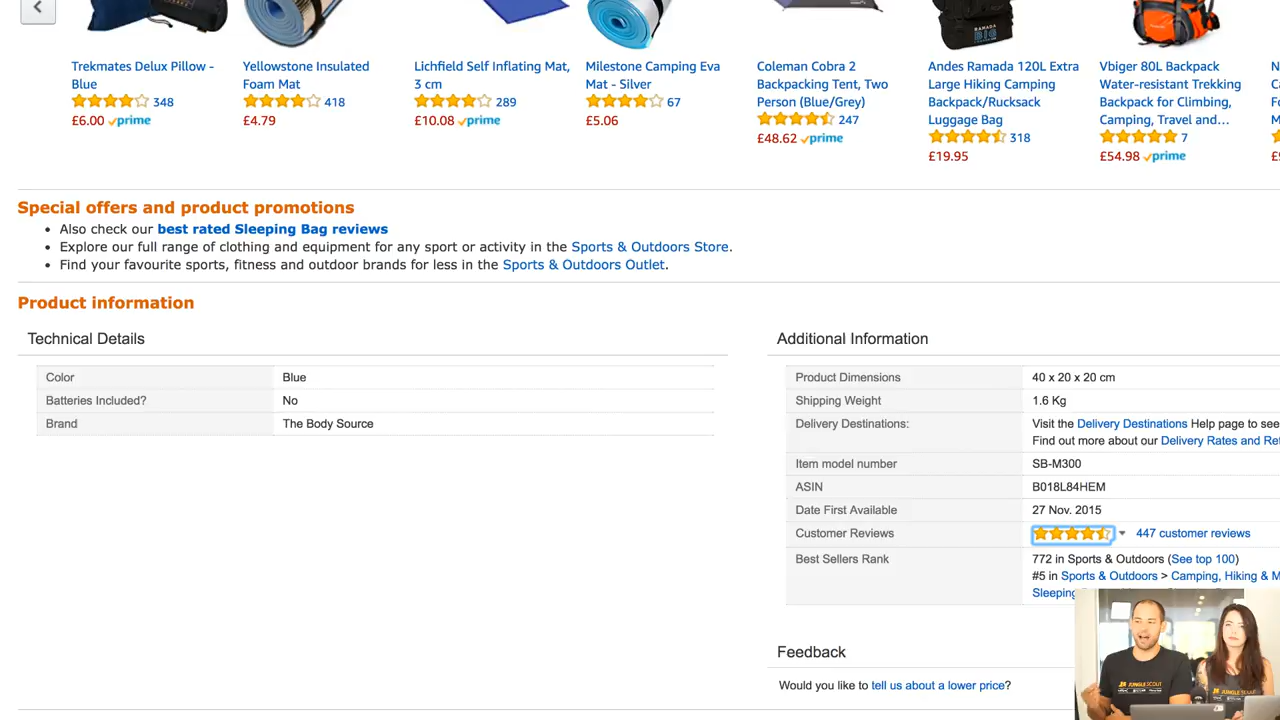 Trekmates Delux Pillow -
Blue
348
£6.00 prime
Yellowstone Insulated
Foam Mat
418
£4.79
Lichfield Self Inflating Mat,
3 cm
289
£10.08 prime
Milestone Camping Eva
Mat - Silver
67
£5.06
Coleman Cobra 2
Backpacking Tent, Two
Person (Blue/Grey)
247
£48.62 prime
RAMADA
BIG
Andes Ramada 120L Extra
Large Hiking Camping
Backpack/Rucksack
Luggage Bag
318
£19.95
Vbiger 80L Backpack
Water-resistant Trekking
Backpack for Climbing,
Camping, Travel and...
7
£54.98 prime
Special offers and product promotions
• Also check our best rated Sleeping Bag reviews
• Explore our full range of clothing and equipment for any sport or activity in the Sports & Outdoors Store.
• Find your favourite sports, fitness and outdoor brands for less in the Sports & Outdoors Outlet.
Product information
Technical Details
Color Blue
Batteries Included? No
Brand The Body Source
Additional Information
Product Dimensions 40 x 20 x 20 cm
Shipping Weight 1.6 Kg
Delivery Destinations: Visit the Delivery Destinations Help page to see
Find out more about our Delivery Rates and Ret
Item model number SB-M300
ASIN B018L84HEM
Date First Available 27 Nov. 2015
Customer Reviews 447 customer reviews
Best Sellers Rank 772 in Sports & Outdoors (See top 100)
#5 in Sports & Outdoors > Camping, Hiking & M
Sleeping
Feedback
Would you like to tell us about a lower price?
JUNGLE SCOUT
JUNGLE SCOUT